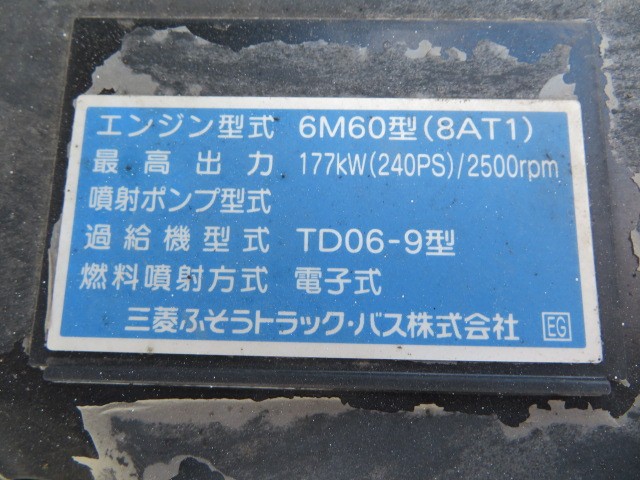 エンジン型式 6M60型(8AT1)
最高出力 177kW(240PS)/2500rpm
噴射ポンプ型式
過給機型式 TD06-9型
燃料噴射方式 電子式
三菱ふそうトラック・バス株式会社 EG